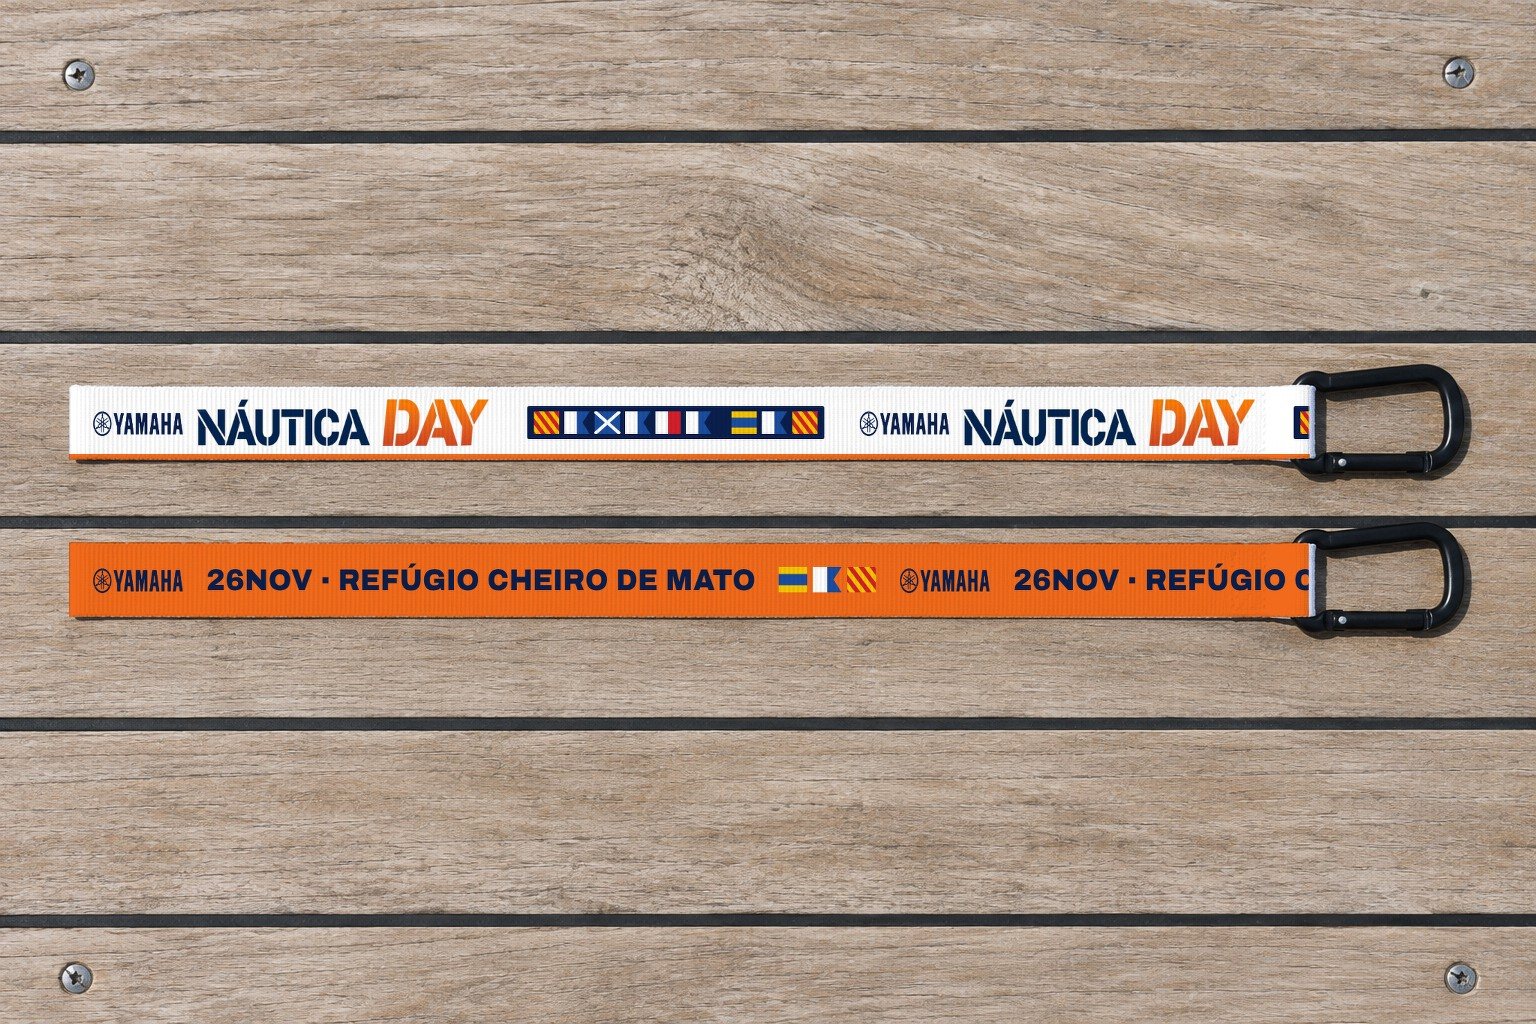 YAMAHA NÁUTICA DAY YAMAHA NÁUTICA DAY
YAMAHA 26NOV · REFÚGIO CHEIRO DE MATO YAMAHA 26NOV · REFÚGIO C